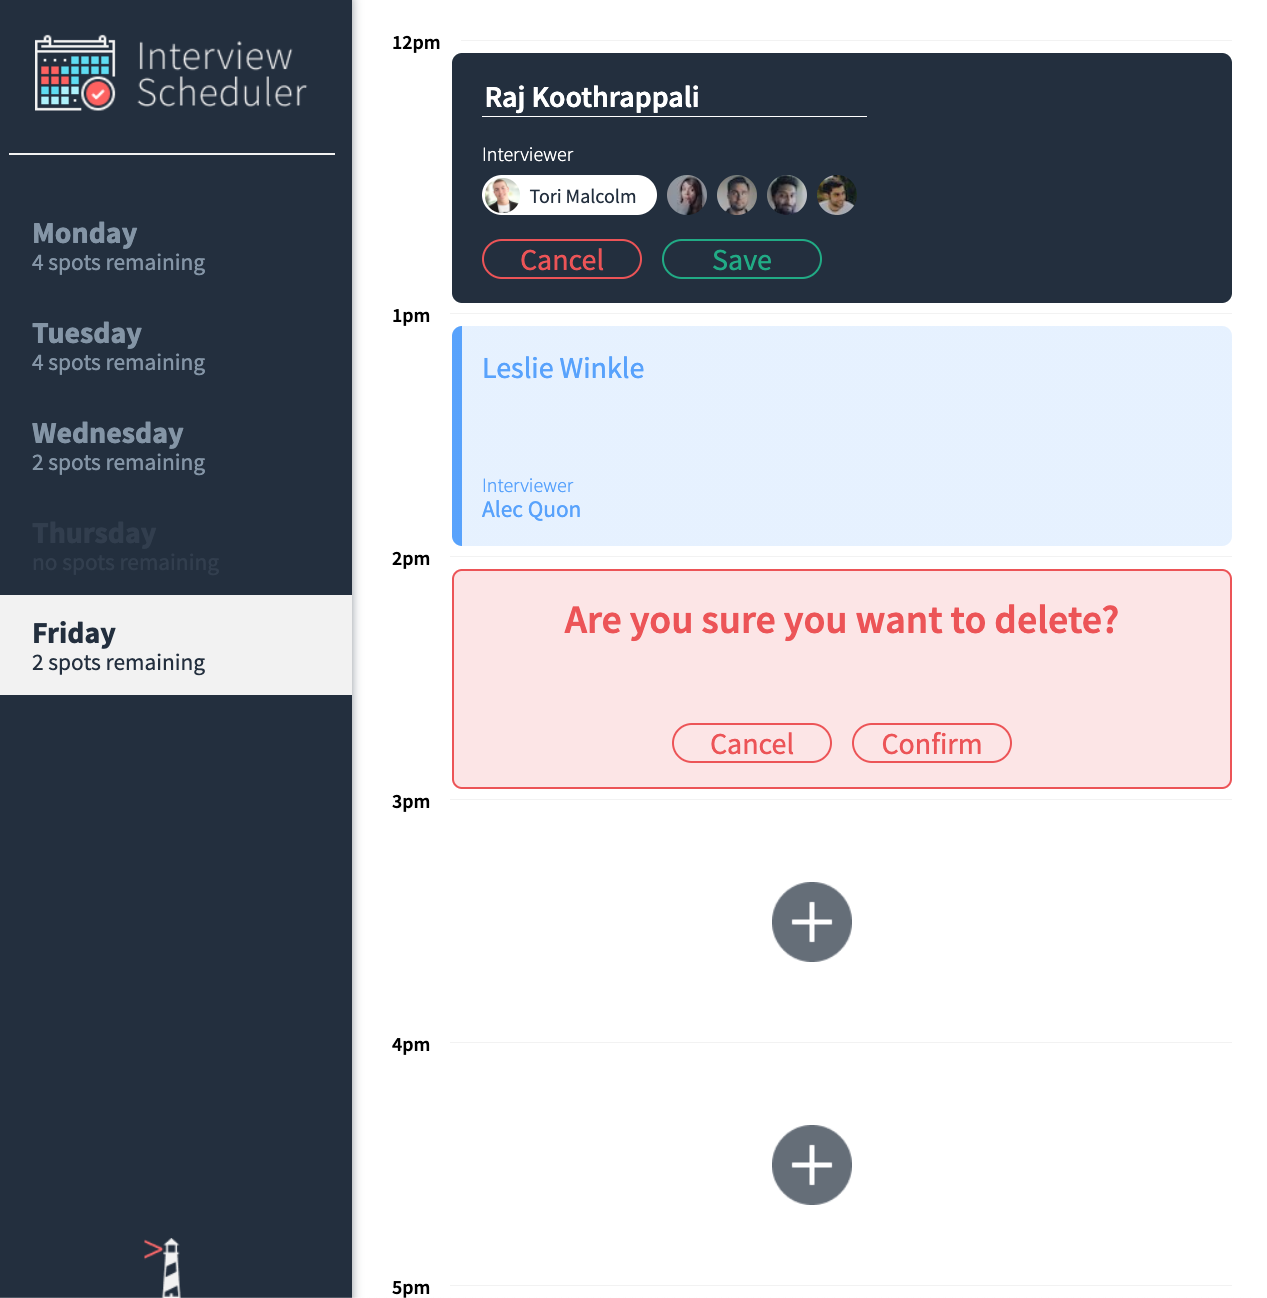 Interview
Scheduler
Monday
4 spots remaining
Tuesday
4 spots remaining
Wednesday
2 spots remaining
Thursday
no spots remaining
Friday
2 spots remaining
12pm
Raj Koothrappali
Interviewer
Tori Malcolm
Cancel Save
1pm
Leslie Winkle
Interviewer
Alec Quon
2pm
Are you sure you want to delete?
Cancel Confirm
3pm
4pm
5pm